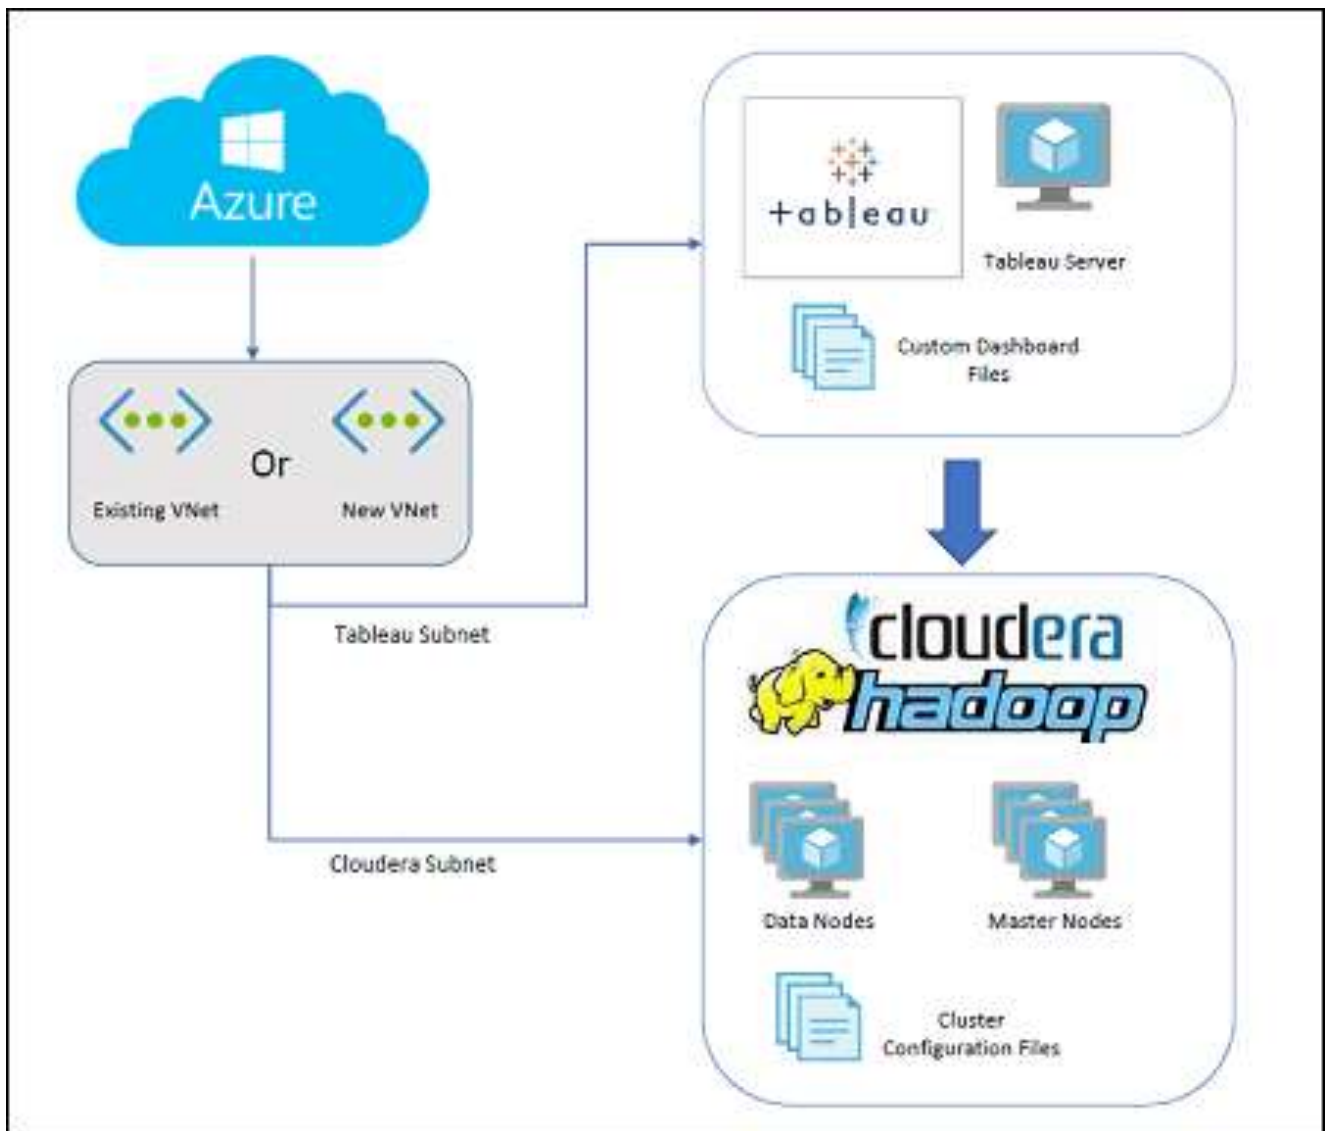 Azure
+ableau
Tableau Server
Custom Dashboard
Files
Existing VNet
Or
New VNet
Tableau Subnet
cloudera
hadoop
Cloudera Subnet
Data Nodes
Master Nodes
Cluster
Configuration Files